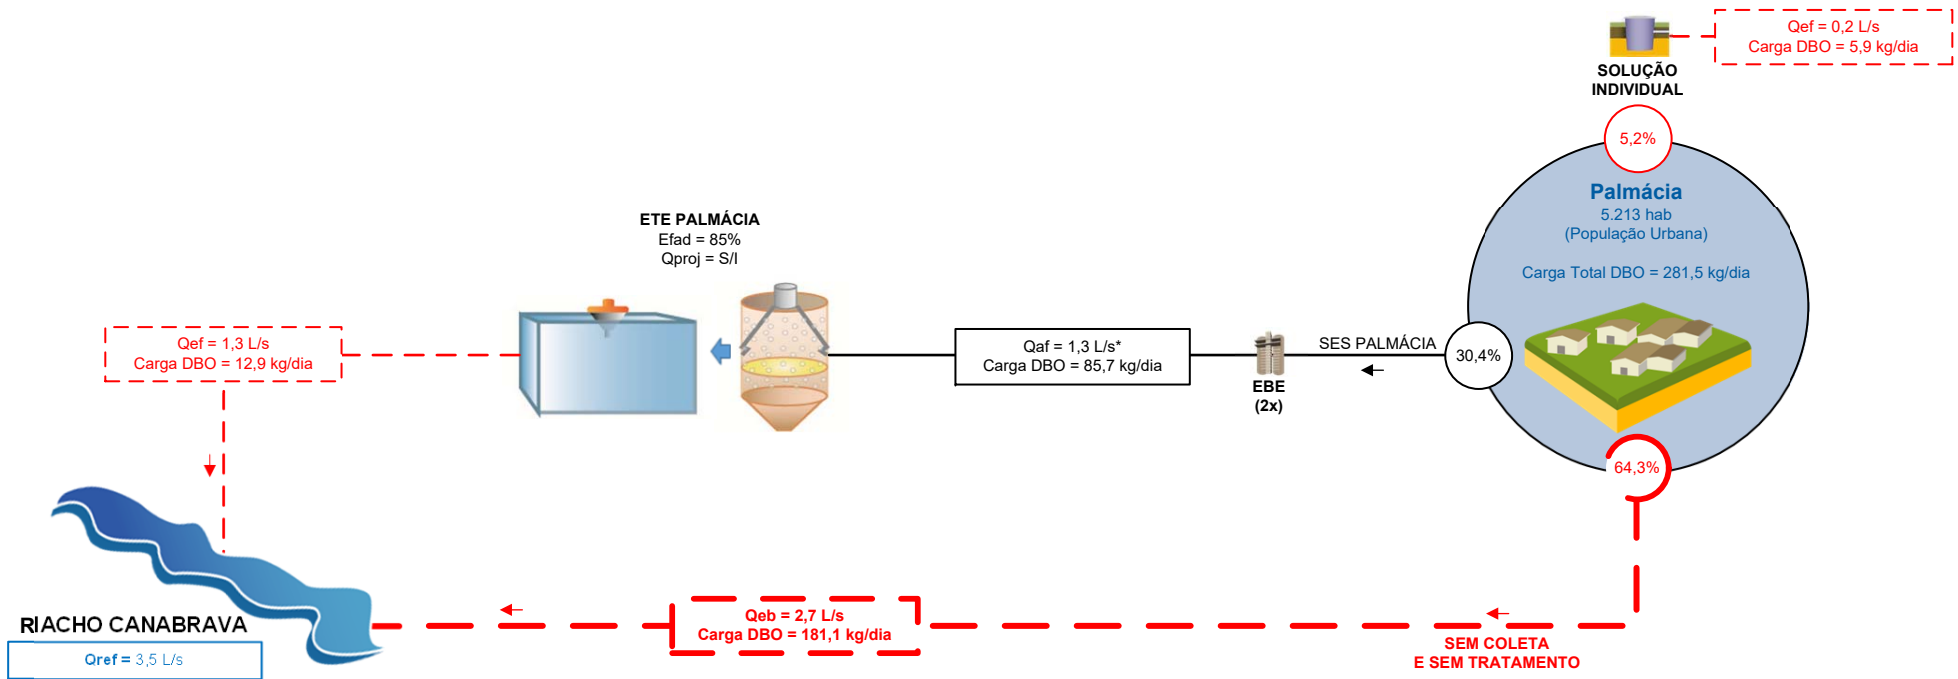 Qef = 0,2 L/s
Carga DBO = 5,9 kg/dia
SOLUÇÃO
INDIVIDUAL
5,2%
Palmácia
5.213 hab
(População Urbana)
Carga Total DBO = 281,5 kg/dia
ETE PALMÁCIA
Efad = 85%
Qproj = S/I
Qef = 1,3 L/s
Carga DBO = 12,9 kg/dia
Qaf = 1,3 L/s*
Carga DBO = 85,7 kg/dia
EBE
(2x)
SES PALMÁCIA
30,4%
64,3%
RIACHO CANABRAVA
Qref = 3,5 L/s
Qeb = 2,7 L/s
Carga DBO = 181,1 kg/dia
SEM COLETA
E SEM TRATAMENTO